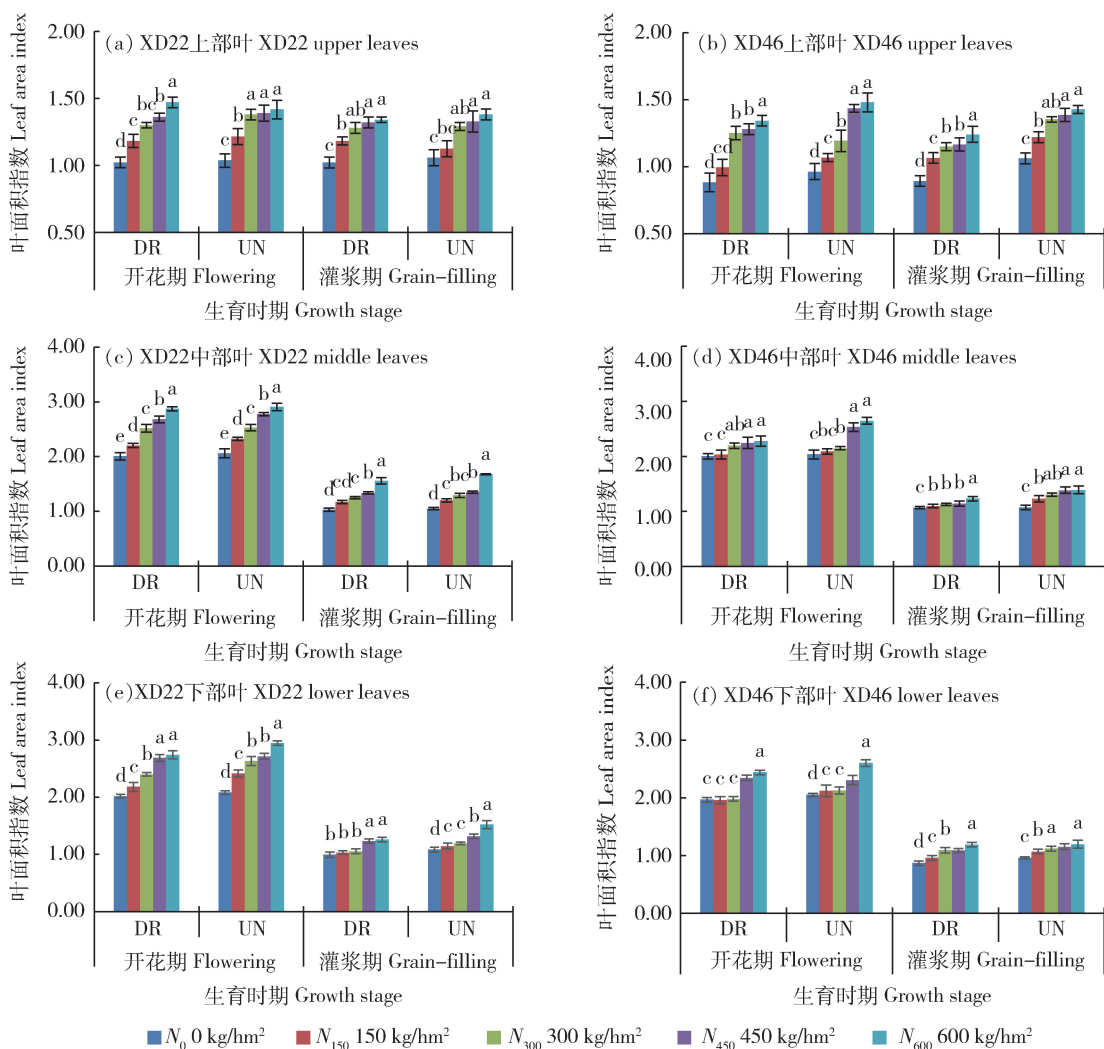 (a) XD22上部叶 XD22 upper leaves
叶面积指数 Leaf area index
2.00
1.50
1.00
0.50
d c bc b a
c b a a a
c b ab a a
c bc b ab a
DR UN DR UN
开花期 Flowering 灌浆期 Grain-filling
生育时期 Growth stage
(b) XD46上部叶 XD46 upper leaves
叶面积指数 Leaf area index
2.00
1.50
1.00
0.50
d cd b b a
d c b a a
d c b b a
c b ab a a
DR UN DR UN
开花期 Flowering 灌浆期 Grain-filling
生育时期 Growth stage
(c) XD22中部叶 XD22 middle leaves
叶面积指数 Leaf area index
4.00
3.00
2.00
1.00
0.00
e d c b a
e d c b a
d cd c b a
d c bc b a
DR UN DR UN
开花期 Flowering 灌浆期 Grain-filling
生育时期 Growth stage
(d) XD46中部叶 XD46 middle leaves
叶面积指数 Leaf area index
4.00
3.00
2.00
1.00
0.00
c c ab a a
c bc b a a
c b b b a
c b ab a a
DR UN DR UN
开花期 Flowering 灌浆期 Grain-filling
生育时期 Growth stage
(e)XD22下部叶 XD22 lower leaves
叶面积指数 Leaf area index
4.00
3.00
2.00
1.00
0.00
d c b a a
d c b b a
b b b a a
d c c b a
DR UN DR UN
开花期 Flowering 灌浆期 Grain-filling
生育时期 Growth stage
(f) XD46下部叶 XD46 lower leaves
叶面积指数 Leaf area index
4.00
3.00
2.00
1.00
0.00
c c c a
d c c a
d c b a
c b a a
DR UN DR UN
开花期 Flowering 灌浆期 Grain-filling
生育时期 Growth stage
N₀ 0 kg/hm² N₁₅₀ 150 kg/hm² N₃₀₀ 300 kg/hm² N₄₅₀ 450 kg/hm² N₆₀₀ 600 kg/hm²